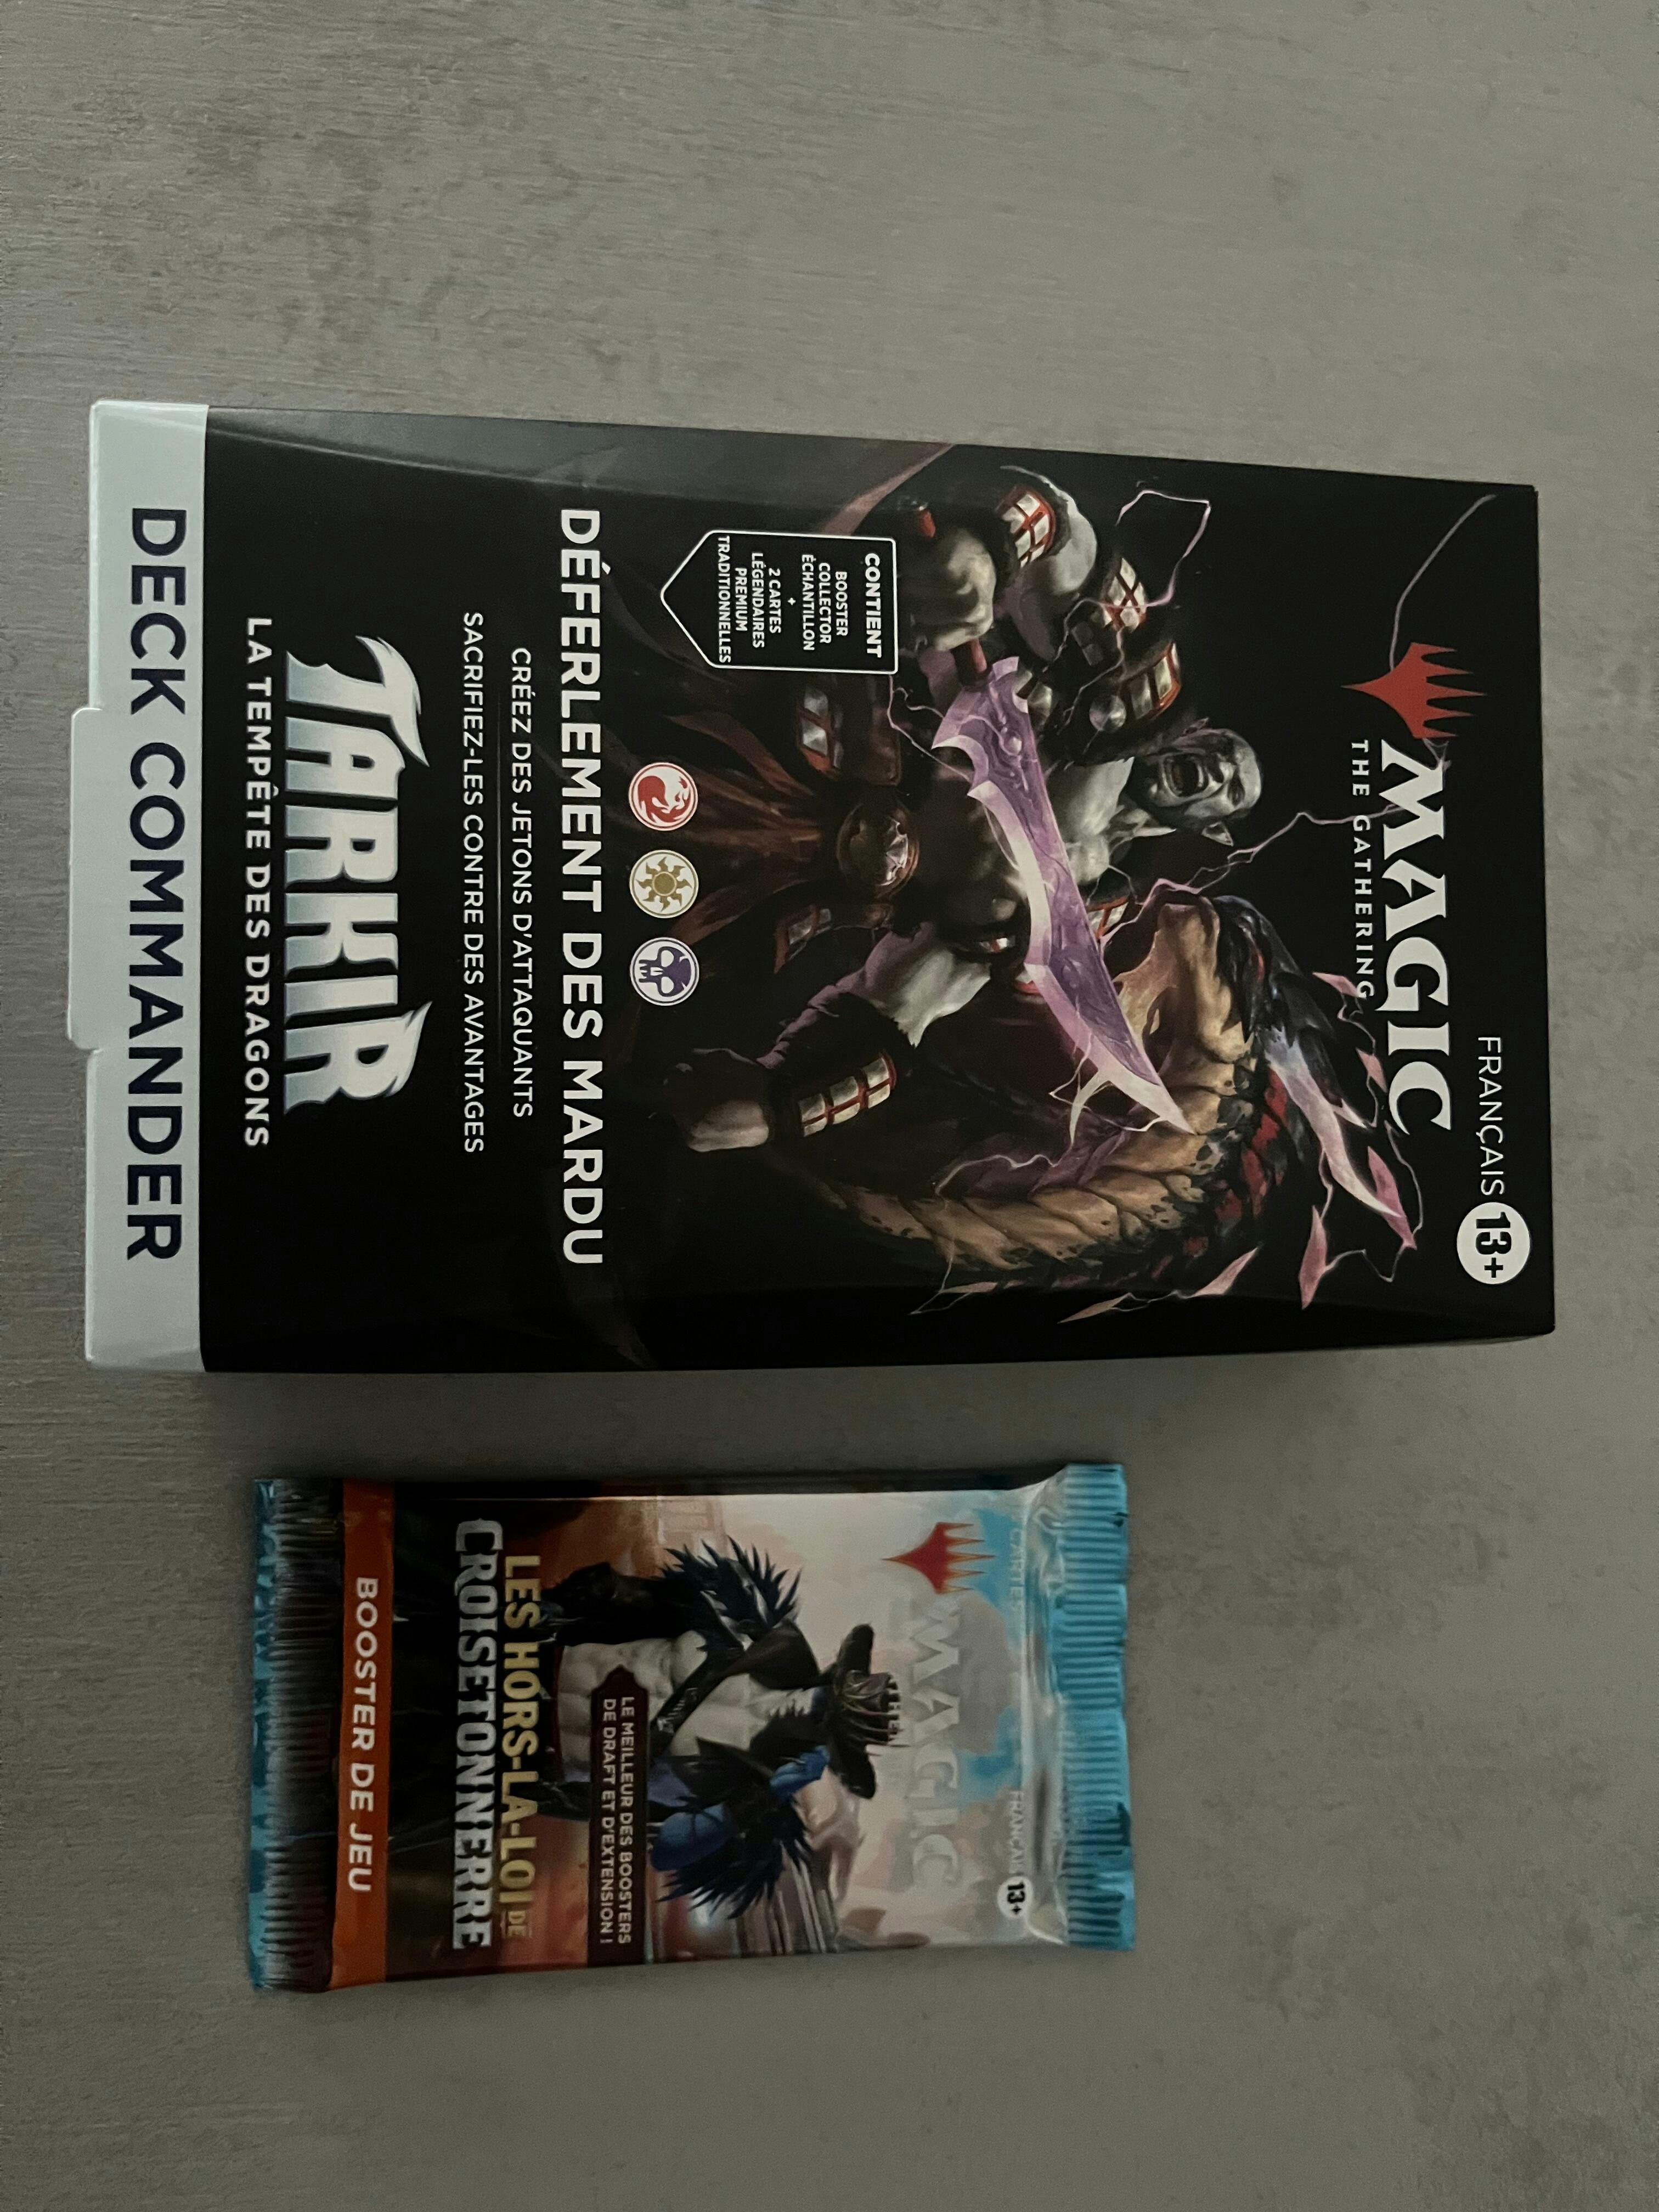 FRANÇAIS 13+
MAGIC
THE GATHERING
CONTIENT
BOOSTER
COLLECTOR
ÉCHANTILLON
+
2 CARTES
LÉGENDAIRES
PREMIUM
TRADITIONNELLES
DÉFERLEMENT DES MARDU
CRÉEZ DES JETONS D'ATTAQUANTS
SACRIFIEZ-LES CONTRE DES AVANTAGES
TARKIR
LA TEMPÊTE DES DRAGONS
DECK COMMANDER
FRANÇAIS 13+
MAGIC
LE MEILLEUR DES BOOSTERS
DE DRAFT ET D'EXTENSION !
LES HORS-LA-LOI DE
CROISETONNERRE
BOOSTER DE JEU